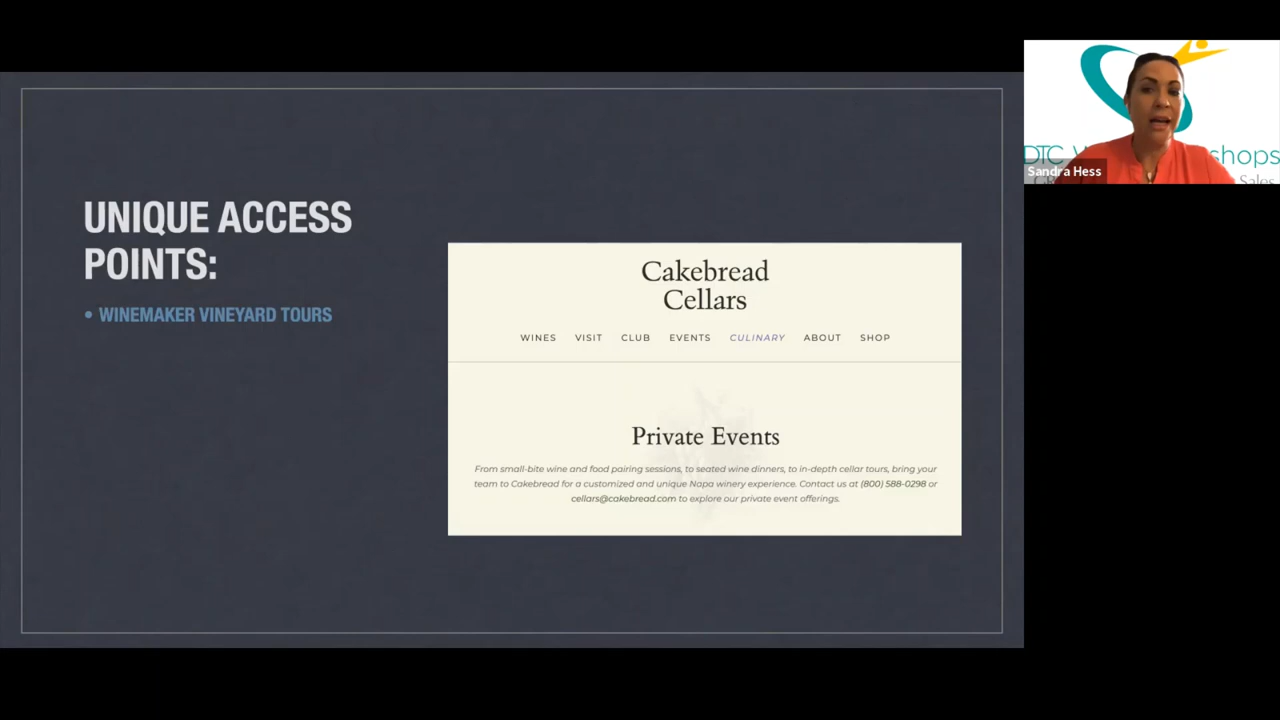 UNIQUE ACCESS
POINTS:
• WINEMAKER VINEYARD TOURS
Cakebread
Cellars
WINES VISIT CLUB EVENTS CULINARY ABOUT SHOP
Private Events
From small-bite wine and food pairing sessions, to seated wine dinners, to in-depth cellar tours, bring your
team to Cakebread for a customized and unique Napa winery experience. Contact us at (800) 588-0298 or
cellars@cakebread.com to explore our private event offerings.
DTC shops
Sales
Sandra Hess